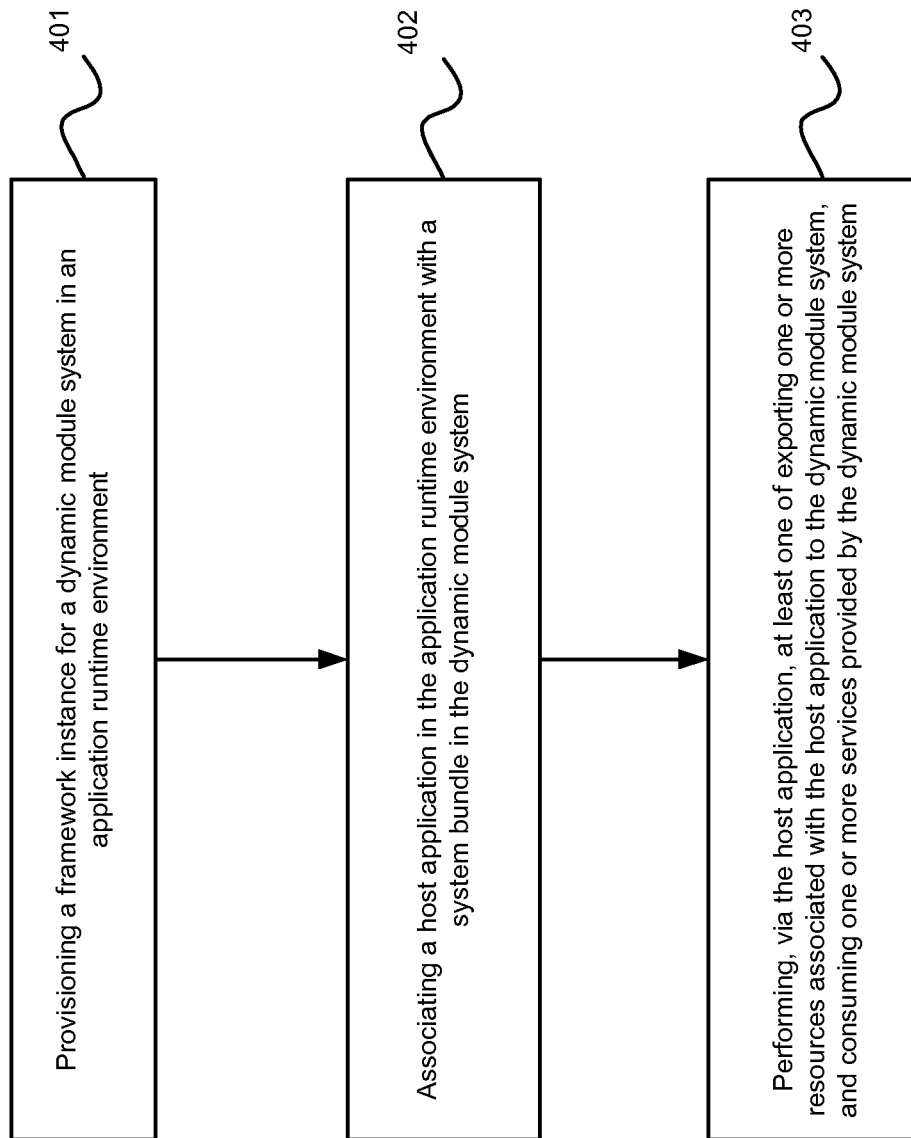 Provisioning a framework instance for a dynamic module system in an
application runtime environment
401
Associating a host application in the application runtime environment with a
system bundle in the dynamic module system
402
Performing, via the host application, at least one of exporting one or more
resources associated with the host application to the dynamic module system,
and consuming one or more services provided by the dynamic module system
403